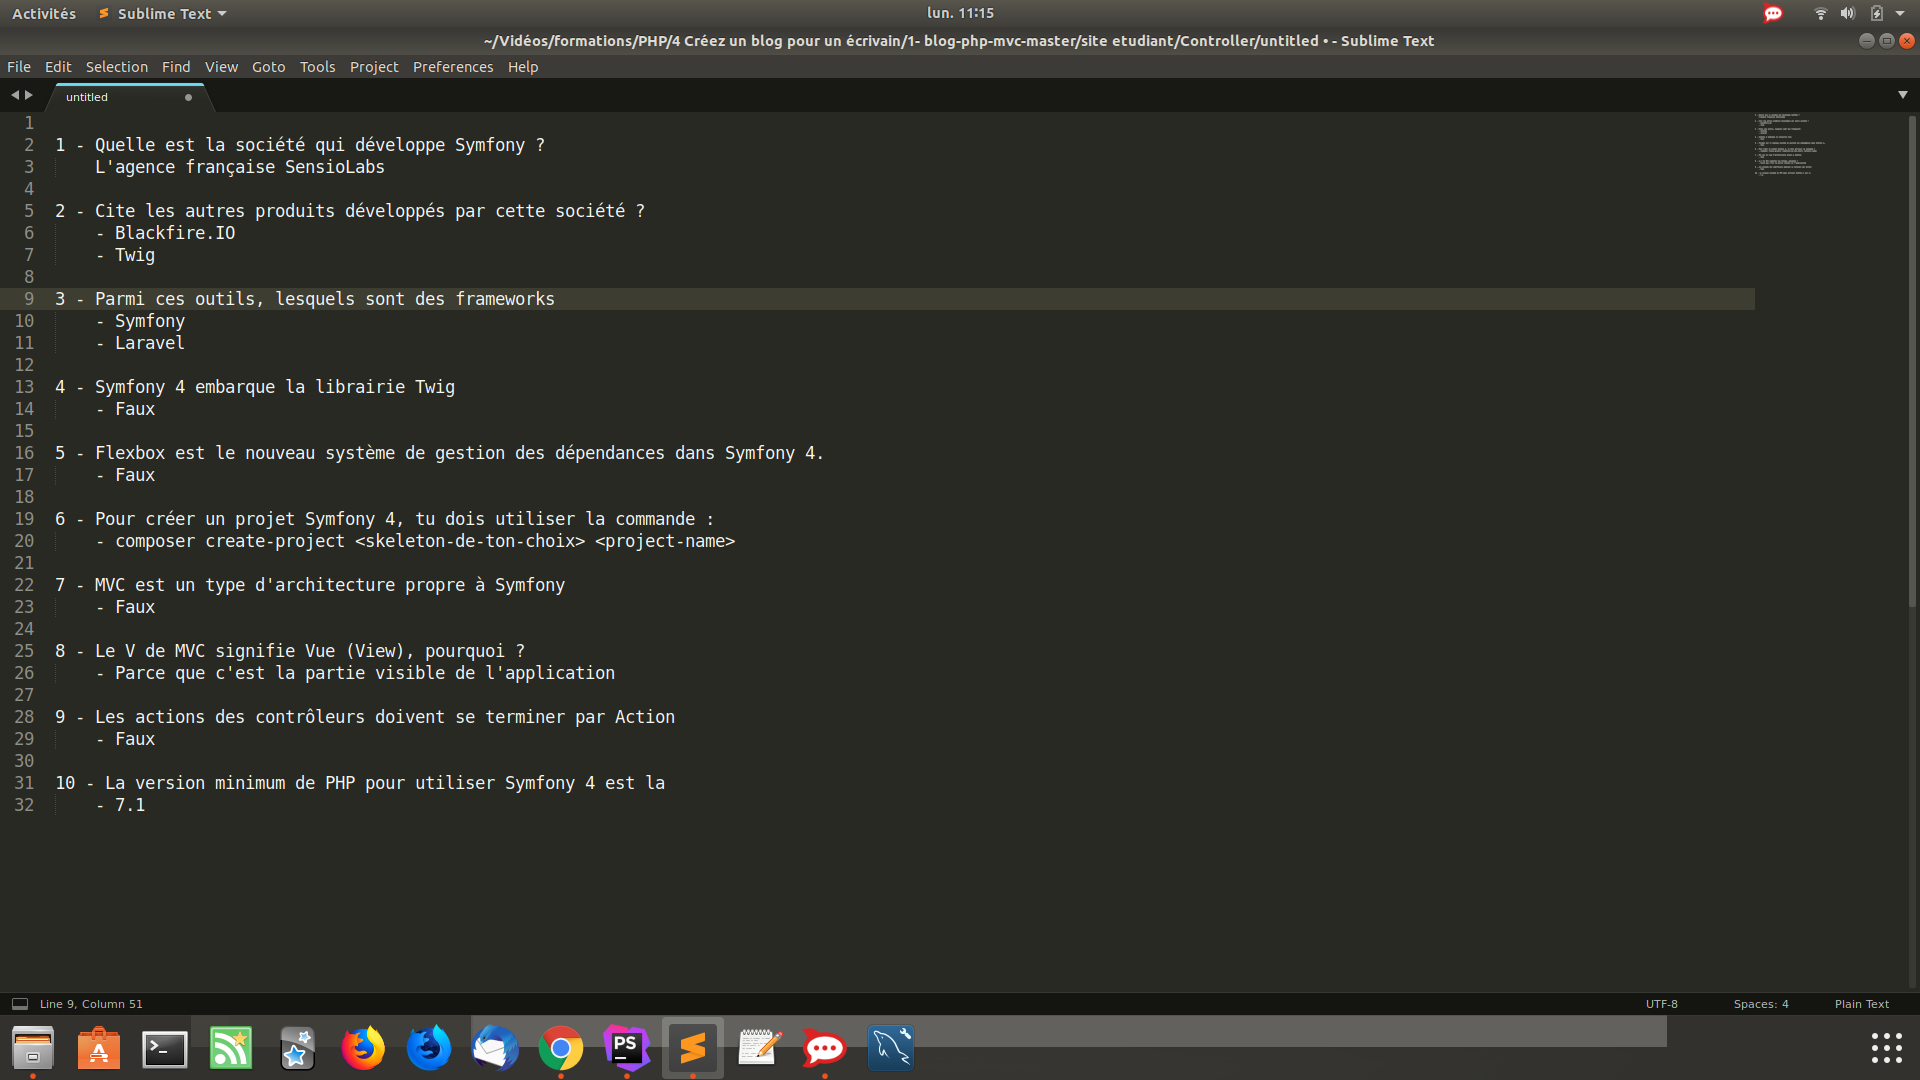 Activités Sublime Text lun. 11:15
~/Vidéos/formations/PHP/4 Créez un blog pour un écrivain/1- blog-php-mvc-master/site etudiant/Controller/untitled • - Sublime Text
File Edit Selection Find View Goto Tools Project Preferences Help
untitled
1
2 1 - Quelle est la société qui développe Symfony ?
3 L'agence française SensioLabs
4
5 2 - Cite les autres produits développés par cette société ?
6 - Blackfire.IO
7 - Twig
8
9 3 - Parmi ces outils, lesquels sont des frameworks
10 - Symfony
11 - Laravel
12
13 4 - Symfony 4 embarque la librairie Twig
14 - Faux
15
16 5 - Flexbox est le nouveau système de gestion des dépendances dans Symfony 4.
17 - Faux
18
19 6 - Pour créer un projet Symfony 4, tu dois utiliser la commande :
20 - composer create-project <skeleton-de-ton-choix> <project-name>
21
22 7 - MVC est un type d'architecture propre à Symfony
23 - Faux
24
25 8 - Le V de MVC signifie Vue (View), pourquoi ?
26 - Parce que c'est la partie visible de l'application
27
28 9 - Les actions des contrôleurs doivent se terminer par Action
29 - Faux
30
31 10 - La version minimum de PHP pour utiliser Symfony 4 est la
32 - 7.1
Line 9, Column 51 UTF-8 Spaces: 4 Plain Text
PS